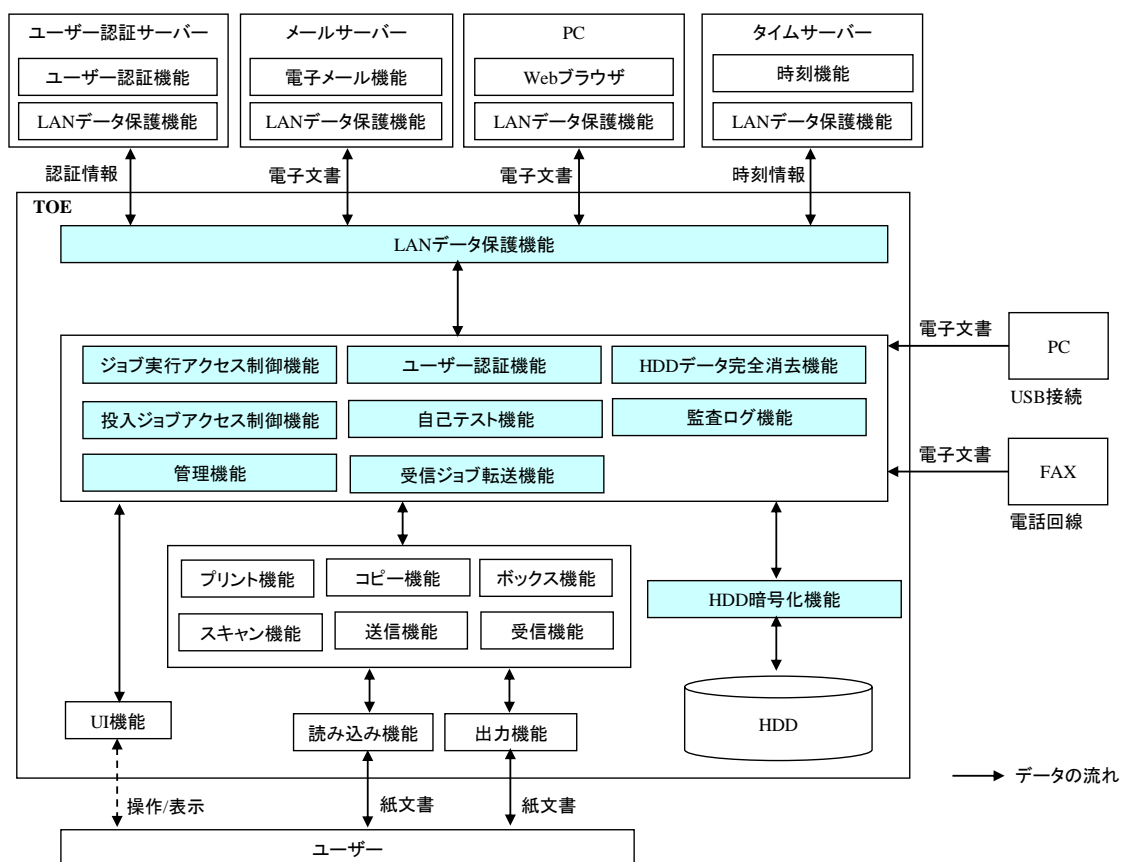 ユーザー認証サーバー
メールサーバー
PC
タイムサーバー
ユーザー認証機能
電子メール機能
Webブラウザ
時刻機能
LANデータ保護機能
LANデータ保護機能
LANデータ保護機能
LANデータ保護機能
認証情報
電子文書
電子文書
時刻情報
TOE
LANデータ保護機能
ジョブ実行アクセス制御機能
ユーザー認証機能
HDDデータ完全消去機能
投入ジョブアクセス制御機能
自己テスト機能
監査ログ機能
管理機能
受信ジョブ転送機能
電子文書
PC
USB接続
電子文書
FAX
電話回線
プリント機能
コピー機能
ボックス機能
スキャン機能
送信機能
受信機能
HDD暗号化機能
UI機能
読み込み機能
出力機能
HDD
データの流れ
操作/表示
紙文書
紙文書
ユーザー